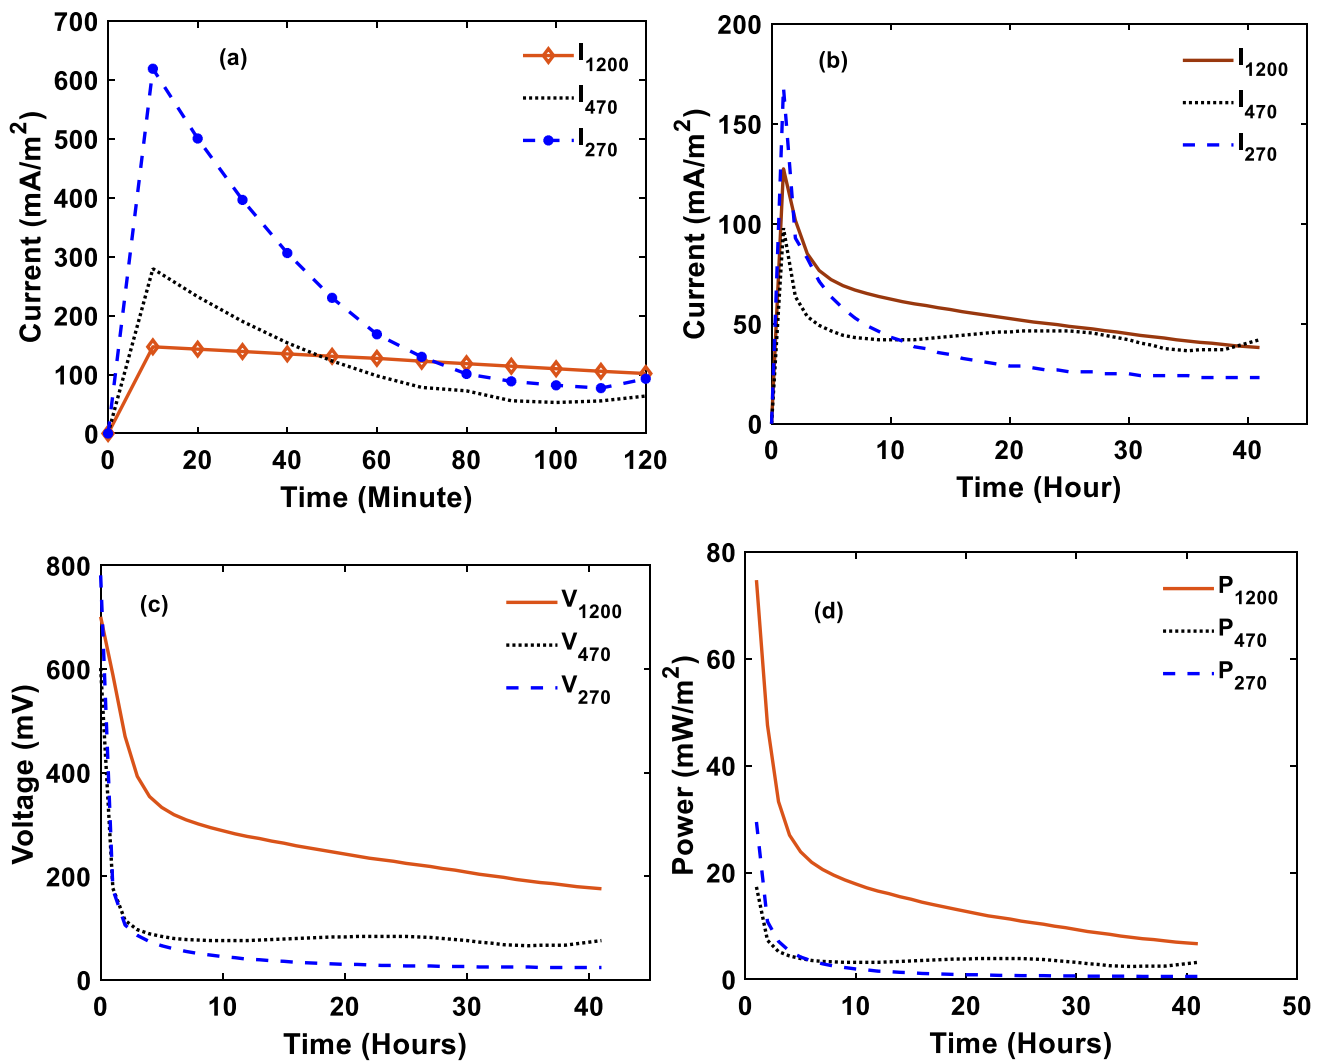 (a)
I1200
I470
I270
Current (mA/m2)
700
600
500
400
300
200
100
0
0 20 40 60 80 100 120
Time (Minute)
(b)
I1200
I470
I270
Current (mA/m2)
200
150
100
50
0
0 10 20 30 40
Time (Hour)
(c)
V1200
V470
V270
Voltage (mV)
800
600
400
200
0
0 10 20 30 40
Time (Hours)
(d)
P1200
P470
P270
Power (mW/m2)
80
60
40
20
0
0 10 20 30 40 50
Time (Hours)